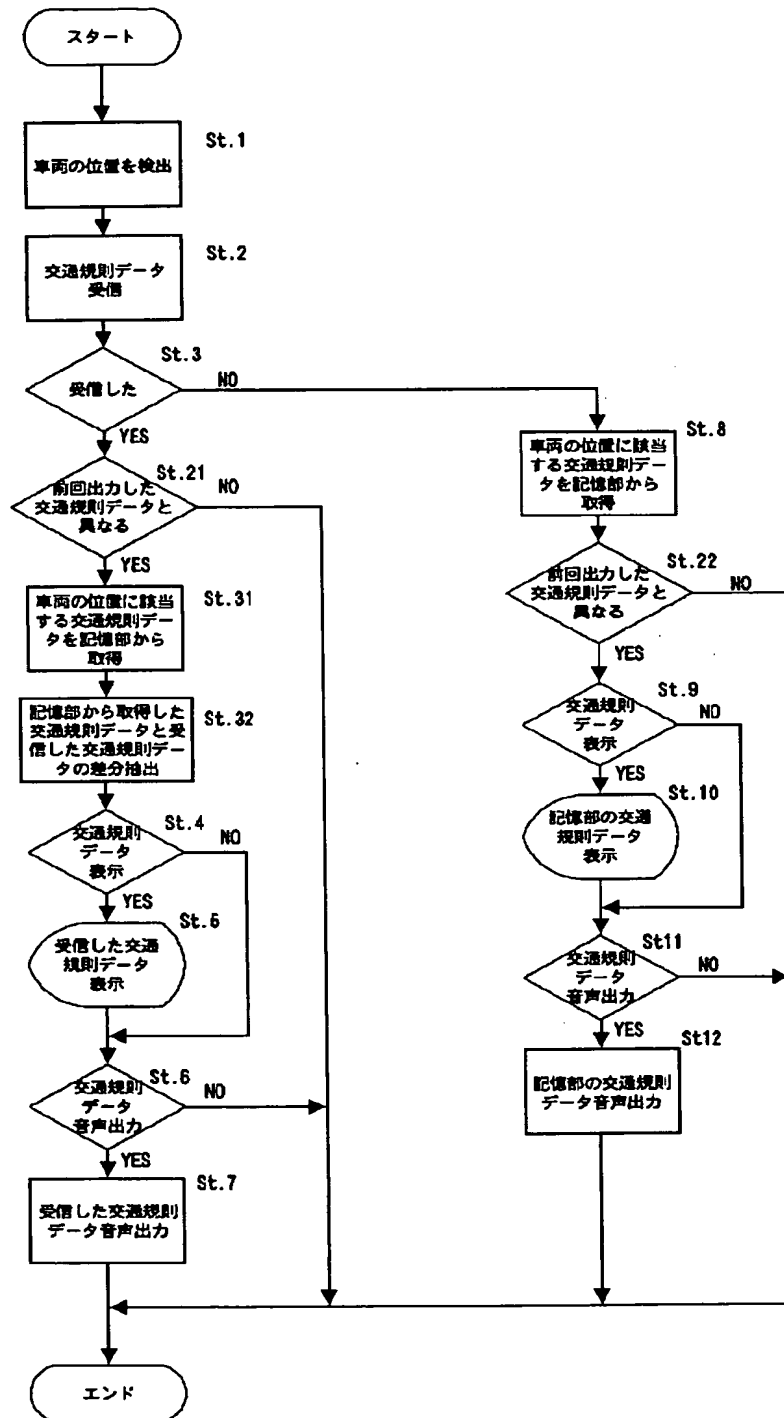 スタート
St.1
車両の位置を検出
St.2
交通規則データ
受信
St.3
受信した
NO
YES
St.21
前回出力した
交通規則データと
異なる
NO
YES
St.31
車両の位置に該当
する交通規則デー
タを記憶部から
取得
St.32
記憶部から取得した
交通規則データと受
信した交通規則デー
タの差分抽出
St.4
交通規則
データ
表示
NO
YES
St.5
受信した交通
規則データ
表示
St.6
交通規則
データ
音声出力
NO
YES
St.7
受信した交通規則
データ音声出力
エンド
St.8
車両の位置に該当
する交通規則デー
タを記憶部から
取得
St.22
前回出力した
交通規則データと
異なる
NO
YES
St.9
交通規則
データ
表示
NO
YES
St.10
記憶部の交通
規則データ
表示
St11
交通規則
データ
音声出力
NO
YES
St12
記憶部の交通規則
データ音声出力